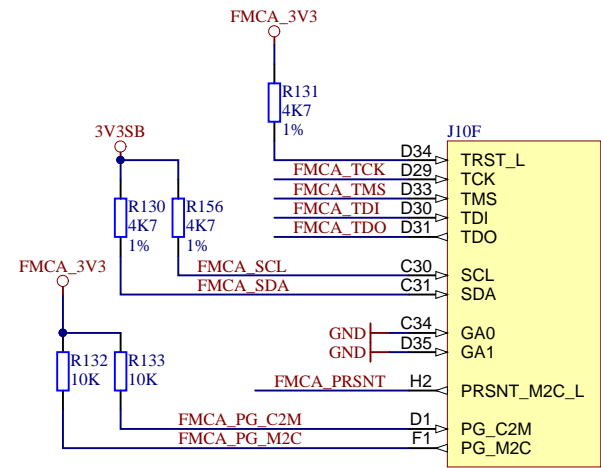 FMCA_3V3
R131
4K7
1%
3V3SB
R130
4K7
1%
R156
4K7
1%
FMCA_3V3
R132
10K
R133
10K
J10F
D34 TRST_L
FMCA_TCK D29 TCK
FMCA_TMS D33 TMS
FMCA_TDI D30 TDI
FMCA_TDO D31 TDO
FMCA_SCL C30 SCL
FMCA_SDA C31 SDA
GND C34 GA0
GND D35 GA1
FMCA_PRSNT H2 PRSNT_M2C_L
FMCA_PG_C2M D1 PG_C2M
FMCA_PG_M2C F1 PG_M2C